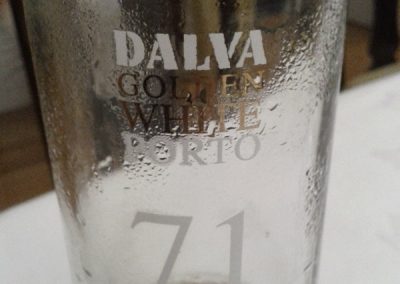 DALVA
GOLDEN
WHITE
PORTO
71